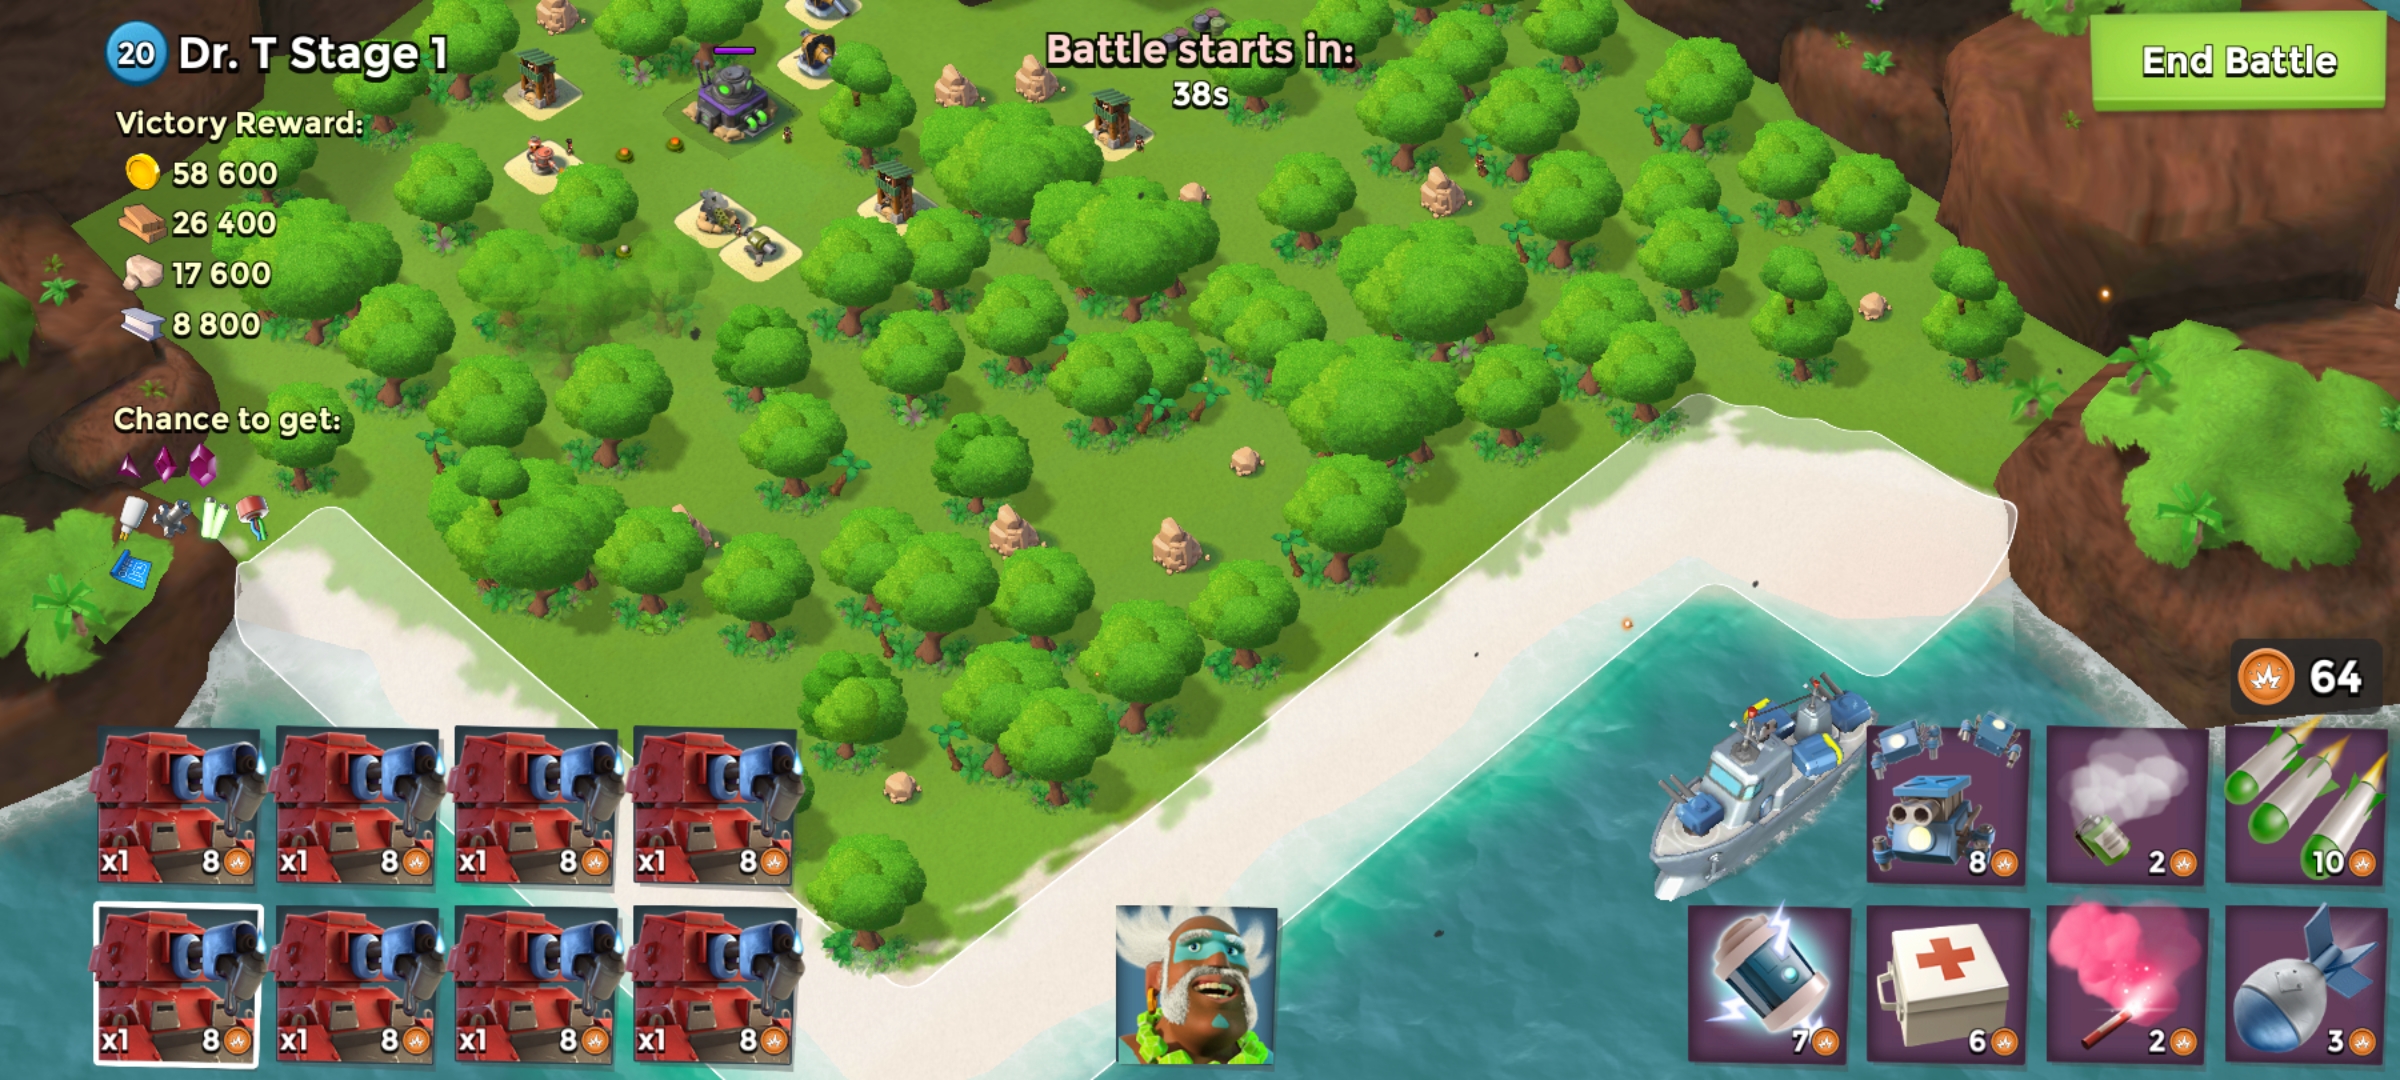 20 Dr. T Stage 1
Battle starts in:
38s
End Battle
Victory Reward:
58 600
26 400
17 600
8 800
Chance to get:
64
x1 8
x1 8
x1 8
x1 8
8
2
10
x1 8
x1 8
x1 8
x1 8
7
6
2
3